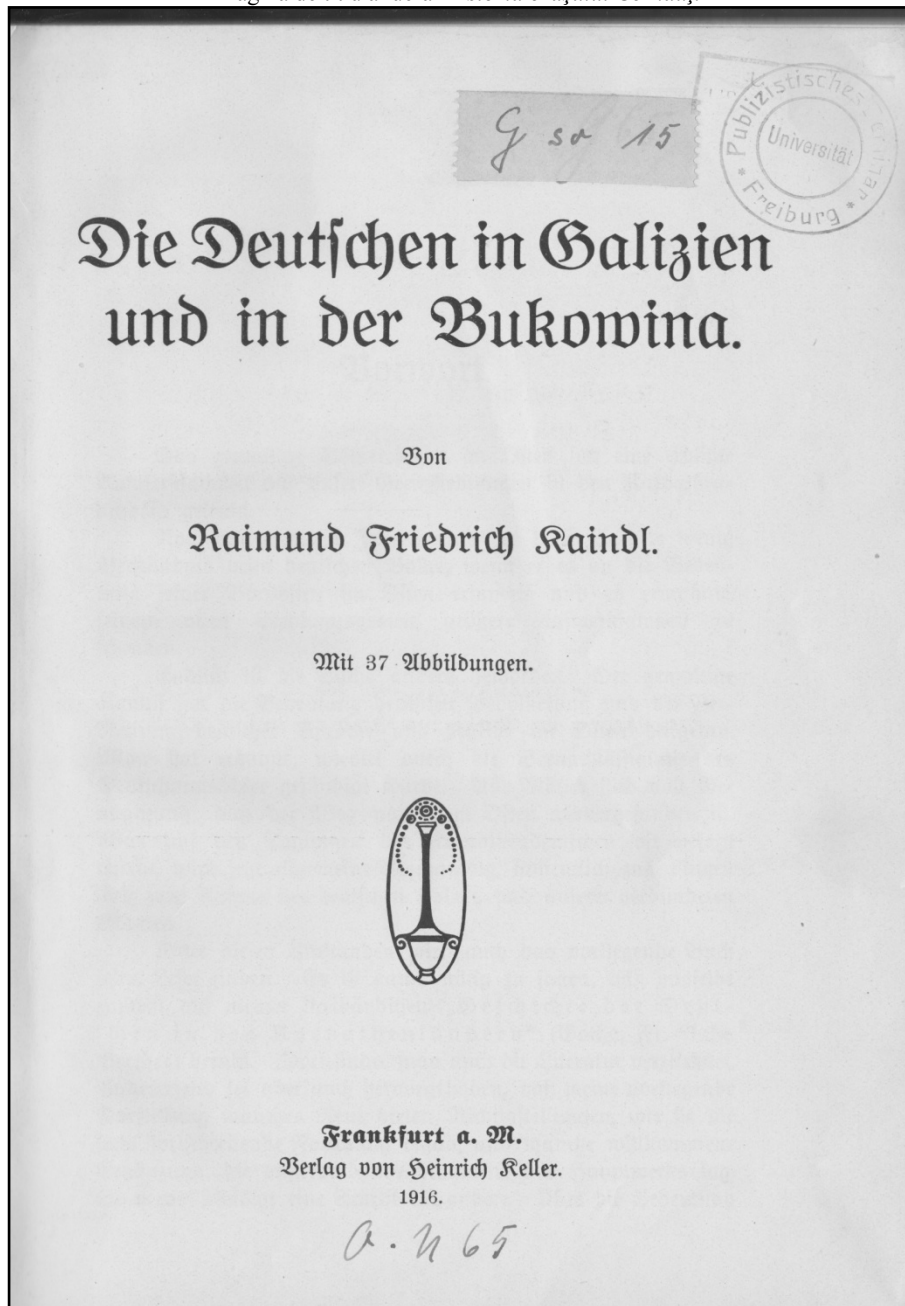 G so 15
Publizistisches
Universität
Freiburg
Die Deutschen in Galizien
und in der Bukowina.
Von
Raimund Friedrich Kaindl.
Mit 37 Abbildungen.
Frankfurt a. M.
Verlag von Heinrich Keller.
1916.
65